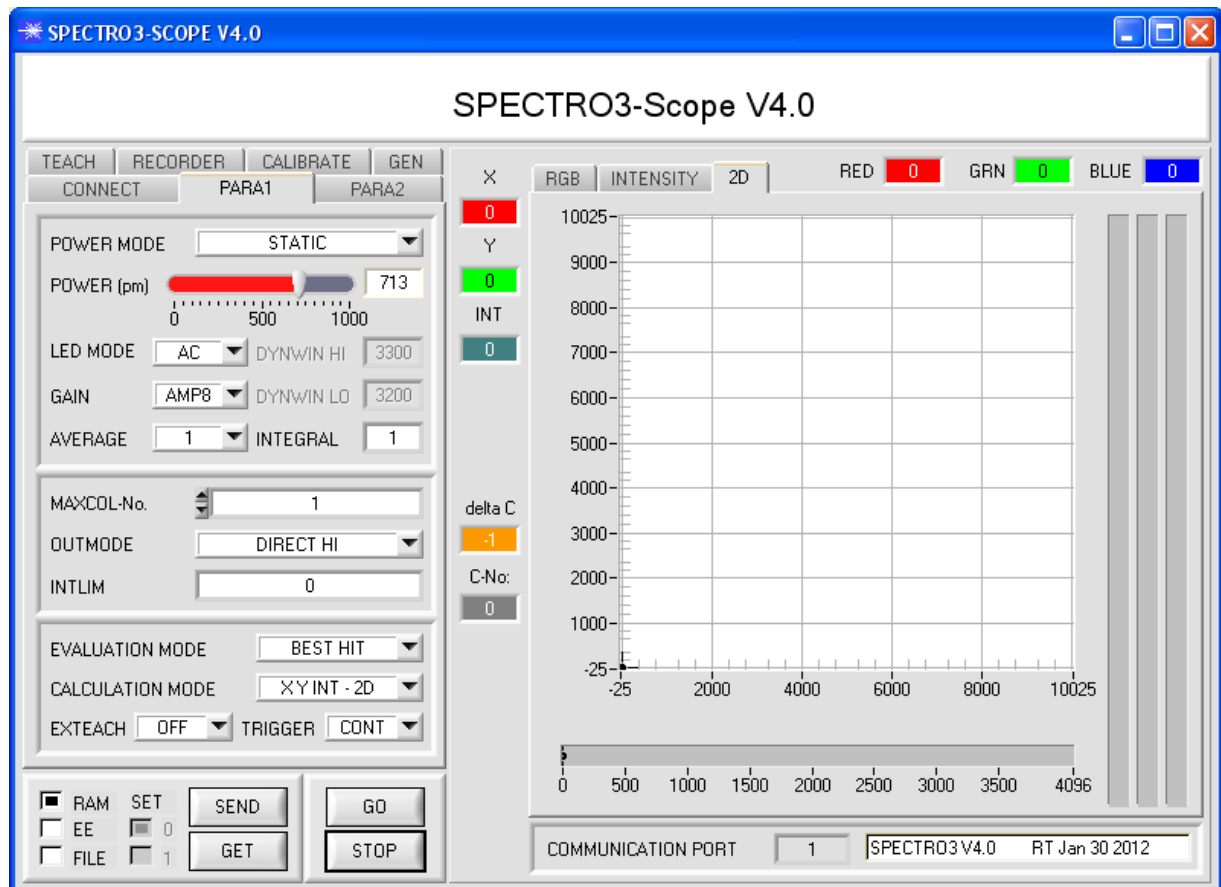 SPECTRO3-SCOPE V4.0
SPECTRO3-Scope V4.0
TEACH RECORDER CALIBRATE GEN
CONNECT PARA1 PARA2
POWER MODE STATIC
POWER (pm) 713
0 500 1000
LED MODE AC DYNWIN HI 3300
GAIN AMP8 DYNWIN LO 3200
AVERAGE 1 INTEGRAL 1
MAXCOL-No. 1
OUTMODE DIRECT HI
INTLIM 0
EVALUATION MODE BEST HIT
CALCULATION MODE X Y INT - 2D
EXTEACH OFF TRIGGER CONT
RAM SET SEND GO
EE 0
FILE 1 GET STOP
X
0
Y
0
INT
0
delta C
-1
C-No:
0
RGB INTENSITY 2D RED 0 GRN 0 BLUE 0
10025
9000
8000
7000
6000
5000
4000
3000
2000
1000
-25
-25 2000 4000 6000 8000 10025
0 500 1000 1500 2000 2500 3000 3500 4096
COMMUNICATION PORT 1 SPECTRO3 V4.0 RT Jan 30 2012